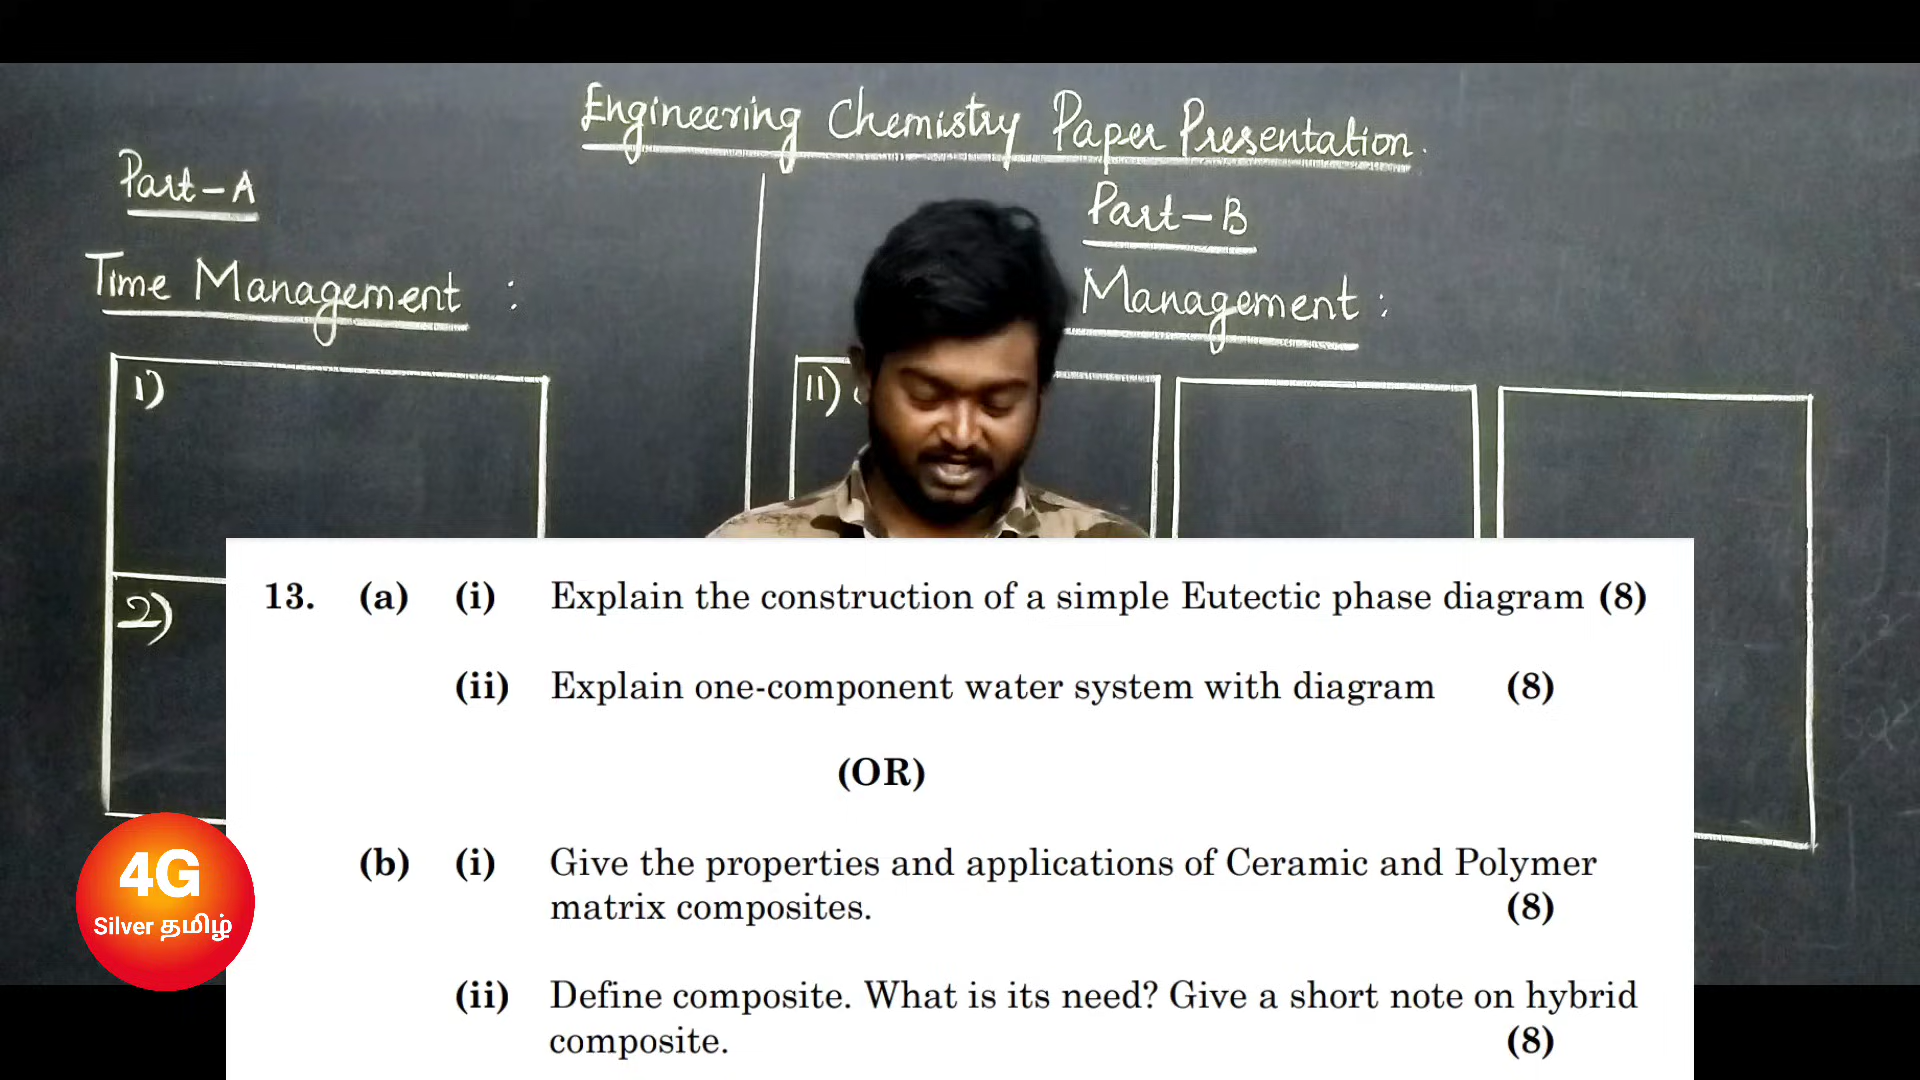 Engineering Chemistry Paper Presentation.
Part-A
Time Management :
1)
2)
Part-B
Management :
11)
13. (a) (i) Explain the construction of a simple Eutectic phase diagram (8)
(ii) Explain one-component water system with diagram (8)
(OR)
(b) (i) Give the properties and applications of Ceramic and Polymer
matrix composites. (8)
(ii) Define composite. What is its need? Give a short note on hybrid
composite. (8)
4G
Silver தமிழ்